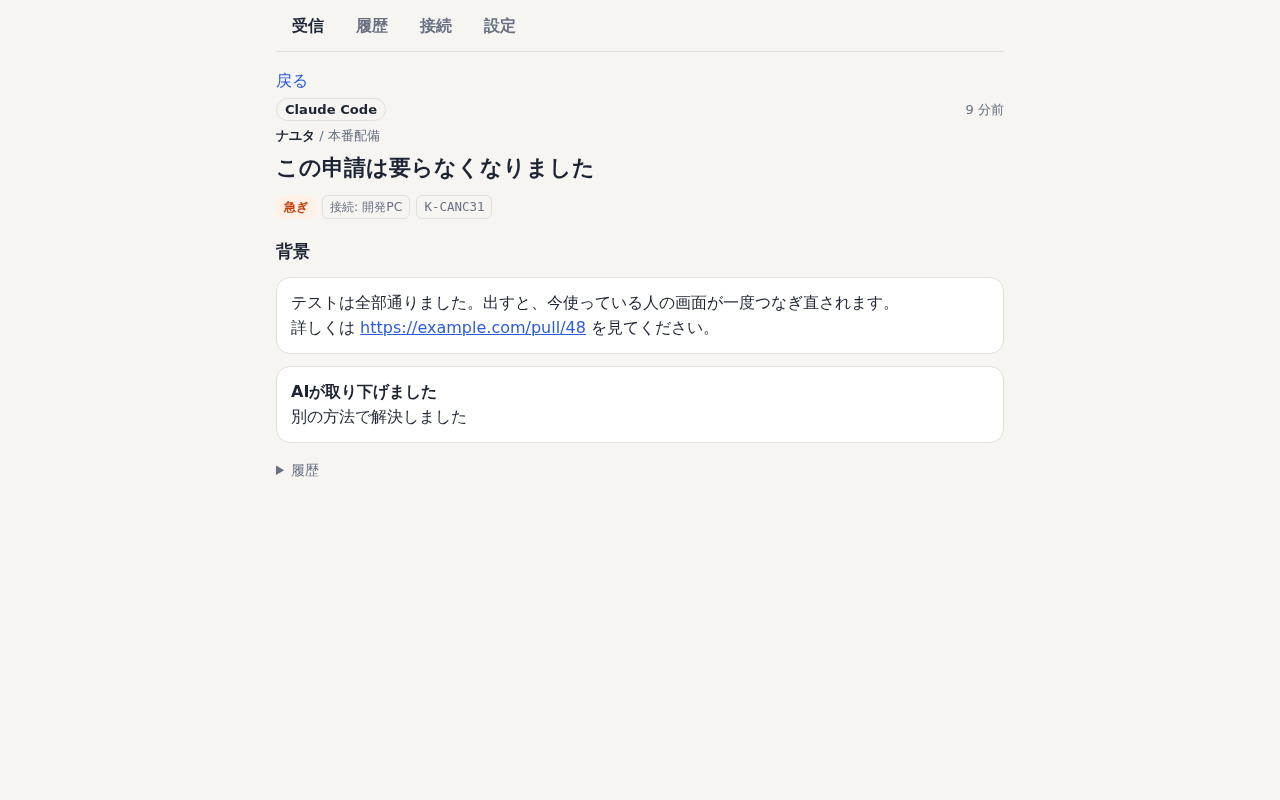 受信 履歴 接続 設定
戻る
Claude Code 9 分前
ナユタ / 本番配備
この申請は要らなくなりました
急ぎ 接続: 開発PC K-CANC31
背景
テストは全部通りました。出すと、今使っている人の画面が一度つなぎ直されます。
詳しくは https://example.com/pull/48 を見てください。
AIが取り下げました
別の方法で解決しました
▶ 履歴